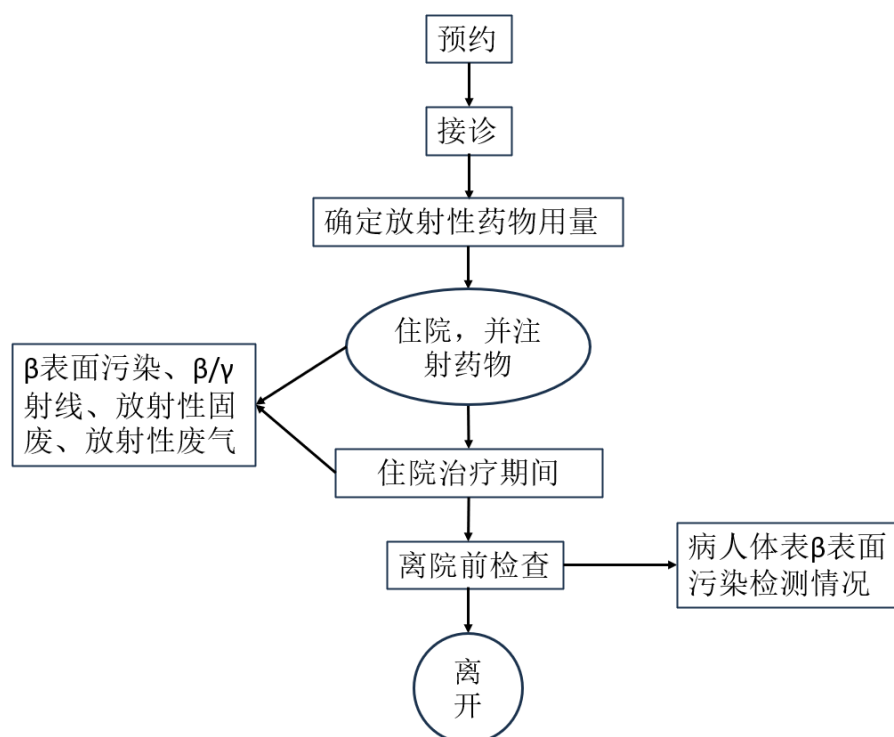 预约
接诊
确定放射性药物用量
住院，并注
射药物
β表面污染、β/γ
射线、放射性固
废、放射性废气
住院治疗期间
离院前检查
病人体表β表面
污染检测情况
离
开